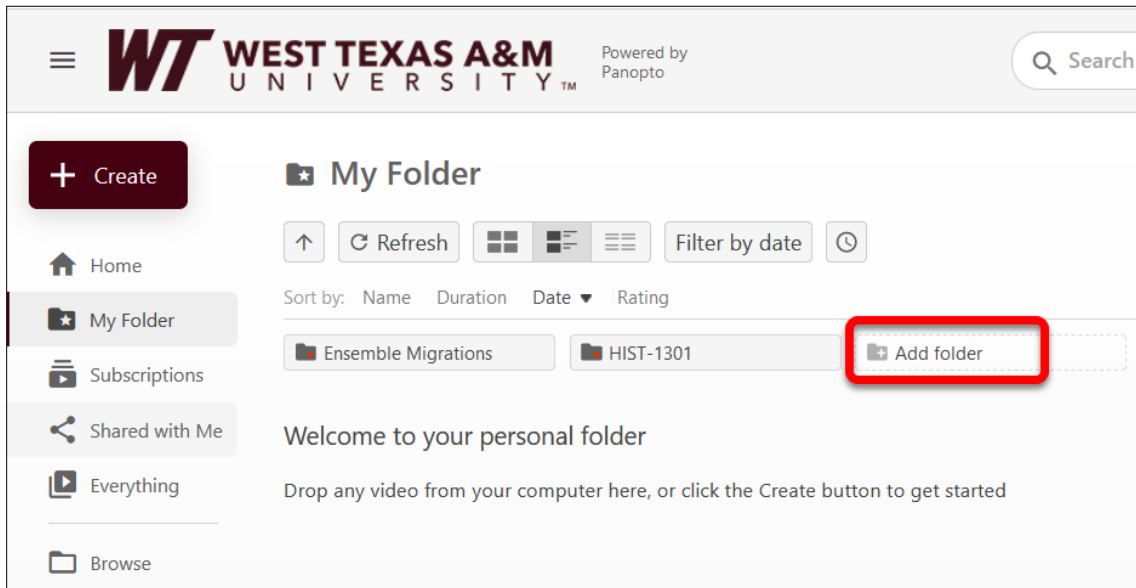 WT WEST TEXAS A&M
UNIVERSITY™
Powered by
Panopto
Search
+ Create
My Folder
Refresh
Filter by date
Home
My Folder
Subscriptions
Shared with Me
Everything
Browse
Sort by: Name Duration Date Rating
Ensemble Migrations
HIST-1301
Add folder
Welcome to your personal folder
Drop any video from your computer here, or click the Create button to get started